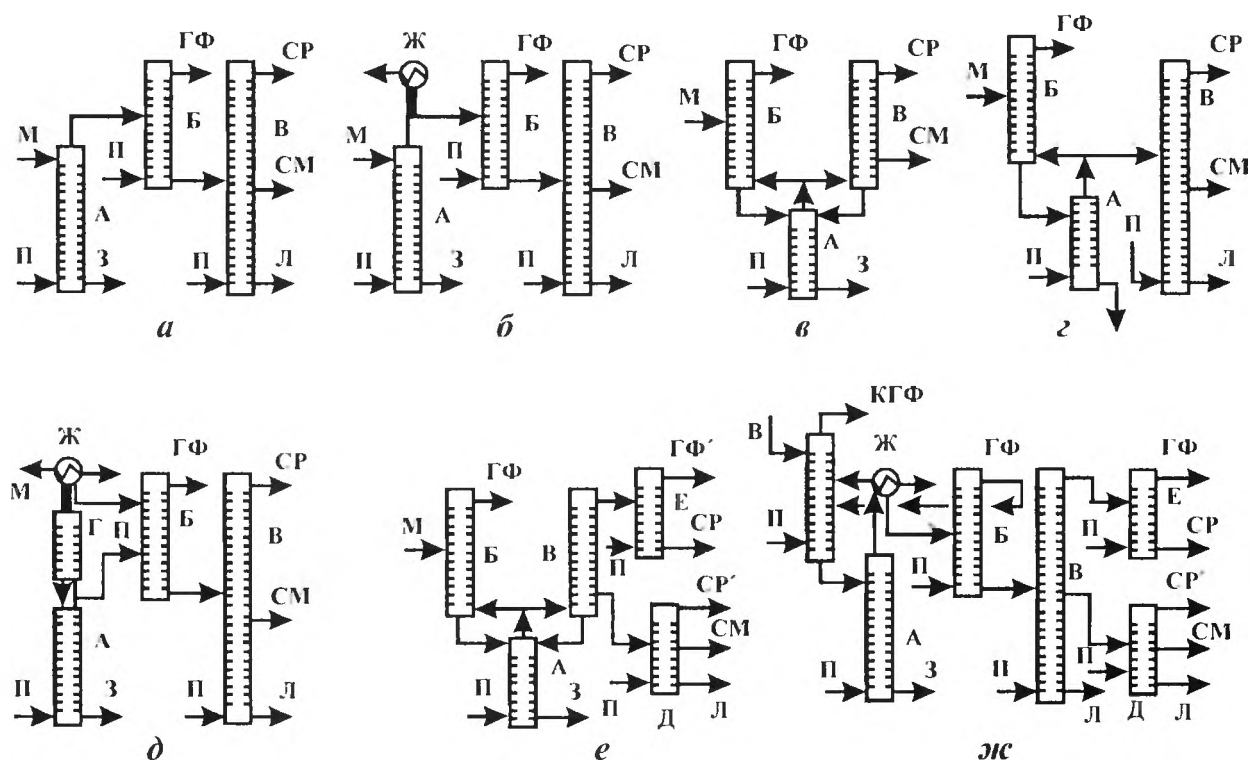 ГФ СР Ж ГФ СР ГФ СР ГФ СР
М Б В М Б В М Б В М Б В
П СМ П СМ СМ СМ
А А А А П
П З П Л П З П Л П З П Л
а б в г
КГФ
Ж ГФ СР ГФ ГФ´ В Ж ГФ ГФ
М Г П Б В М Б В Е СР П Б В П Е СР
СМ П СР´ П СР´
А А СМ А СМ
П З П Л П З П Д Л П З П Л П Д Л
д е ж